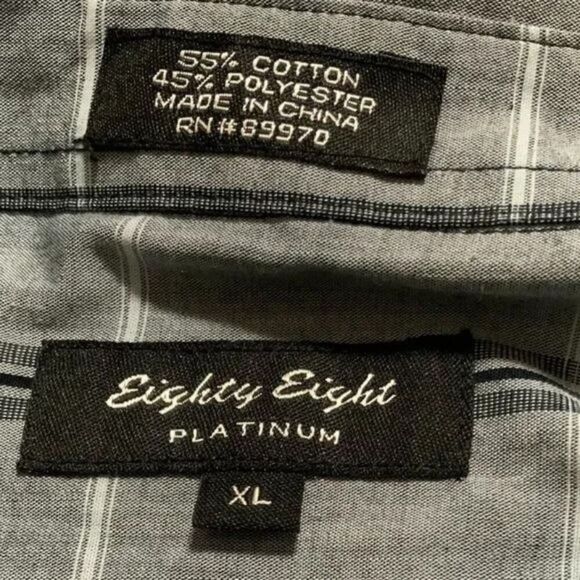 55% COTTON
45% POLYESTER
MADE IN CHINA
RN#89970
Eighty Eight
PLATINUM
XL